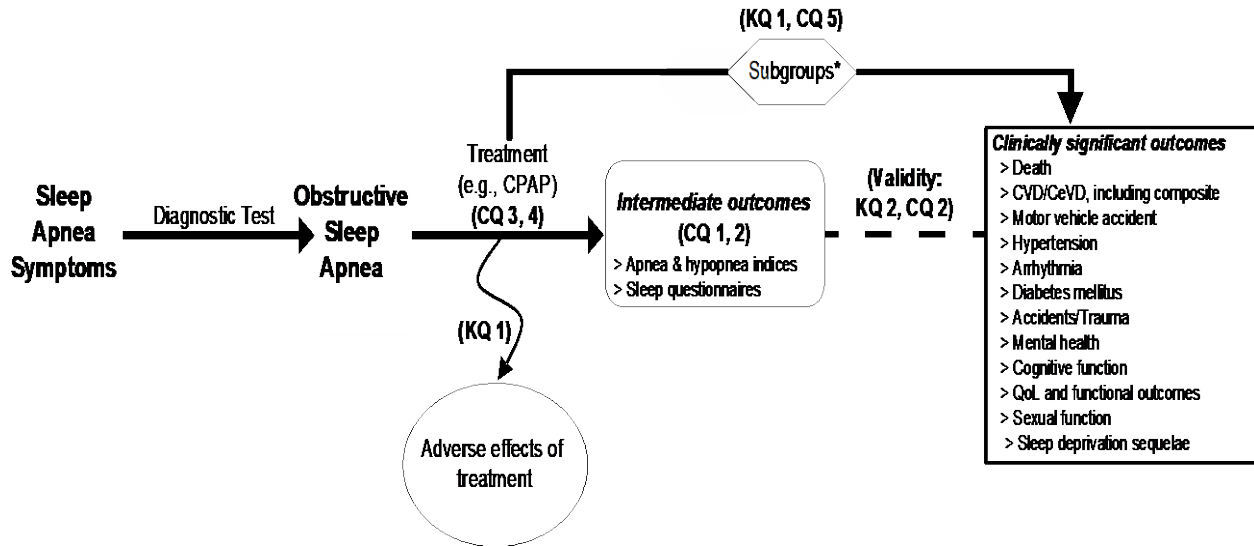 (KQ 1, CQ 5)
Subgroups*
Sleep
Apnea
Symptoms
Diagnostic Test
Obstructive
Sleep
Apnea
Treatment
(e.g., CPAP)
(CQ 3, 4)
(KQ 1)
Adverse effects of
treatment
Intermediate outcomes
(CQ 1, 2)
> Apnea & hypopnea indices
> Sleep questionnaires
(Validity:
KQ 2, CQ 2)
Clinically significant outcomes
> Death
> CVD/CeVD, including composite
> Motor vehicle accident
> Hypertension
> Arrhythmia
> Diabetes mellitus
> Accidents/Trauma
> Mental health
> Cognitive function
> QoL and functional outcomes
> Sexual function
> Sleep deprivation sequelae